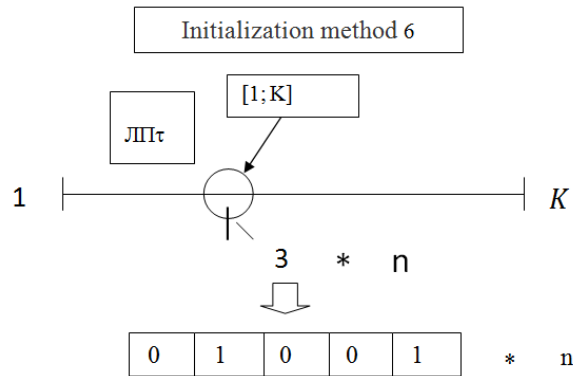 Initialization method 6
[1; K]
ЛПτ
1 K
3 * n
0 1 0 0 1 * n